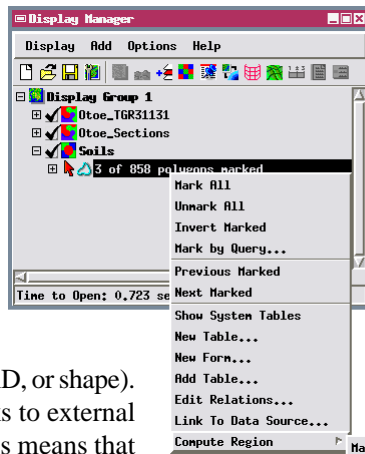 Display Manager
Display Add Options Help
Display Group 1
Otoe_TGR31131
Otoe_Sections
Soils
3 of 858 polygons marked
Mark All
Unmark All
Invert Marked
Mark by Query...
Previous Marked
Next Marked
Show System Tables
New Table...
New Form...
Add Table...
Edit Relations...
Link To Data Source...
Compute Region
Time to Open: 0.723
or shape).
to external
means that